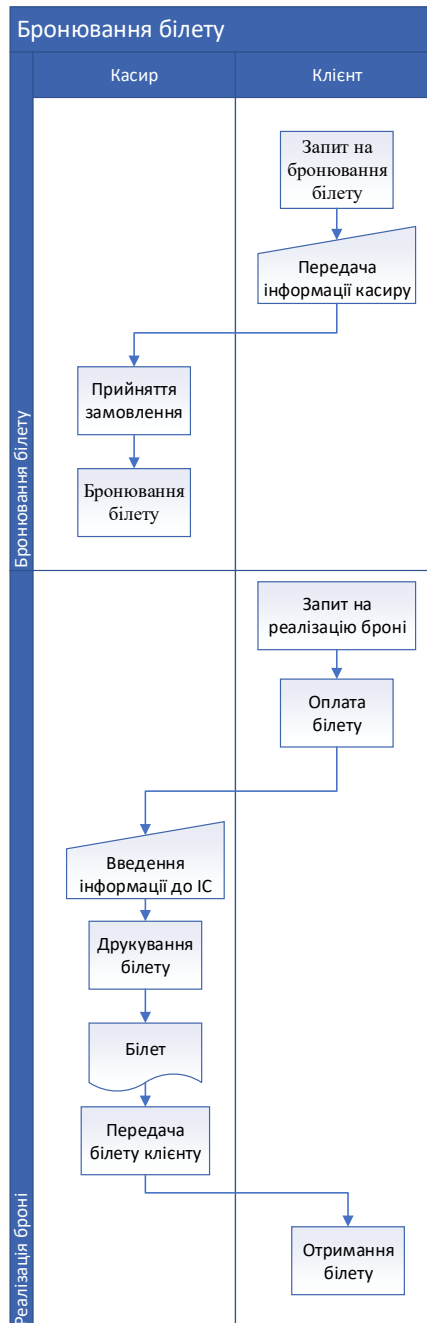 Бронювання білету
Касир
Клієнт
Бронювання білету
Запит на
бронювання
білету
Передача
інформації касиру
Прийняття
замовлення
Бронювання
білету
Реалізація броні
Запит на
реалізацію броні
Оплата
білету
Введення
інформації до ІС
Друкування
білету
Білет
Передача
білету клієнту
Отримання
білету